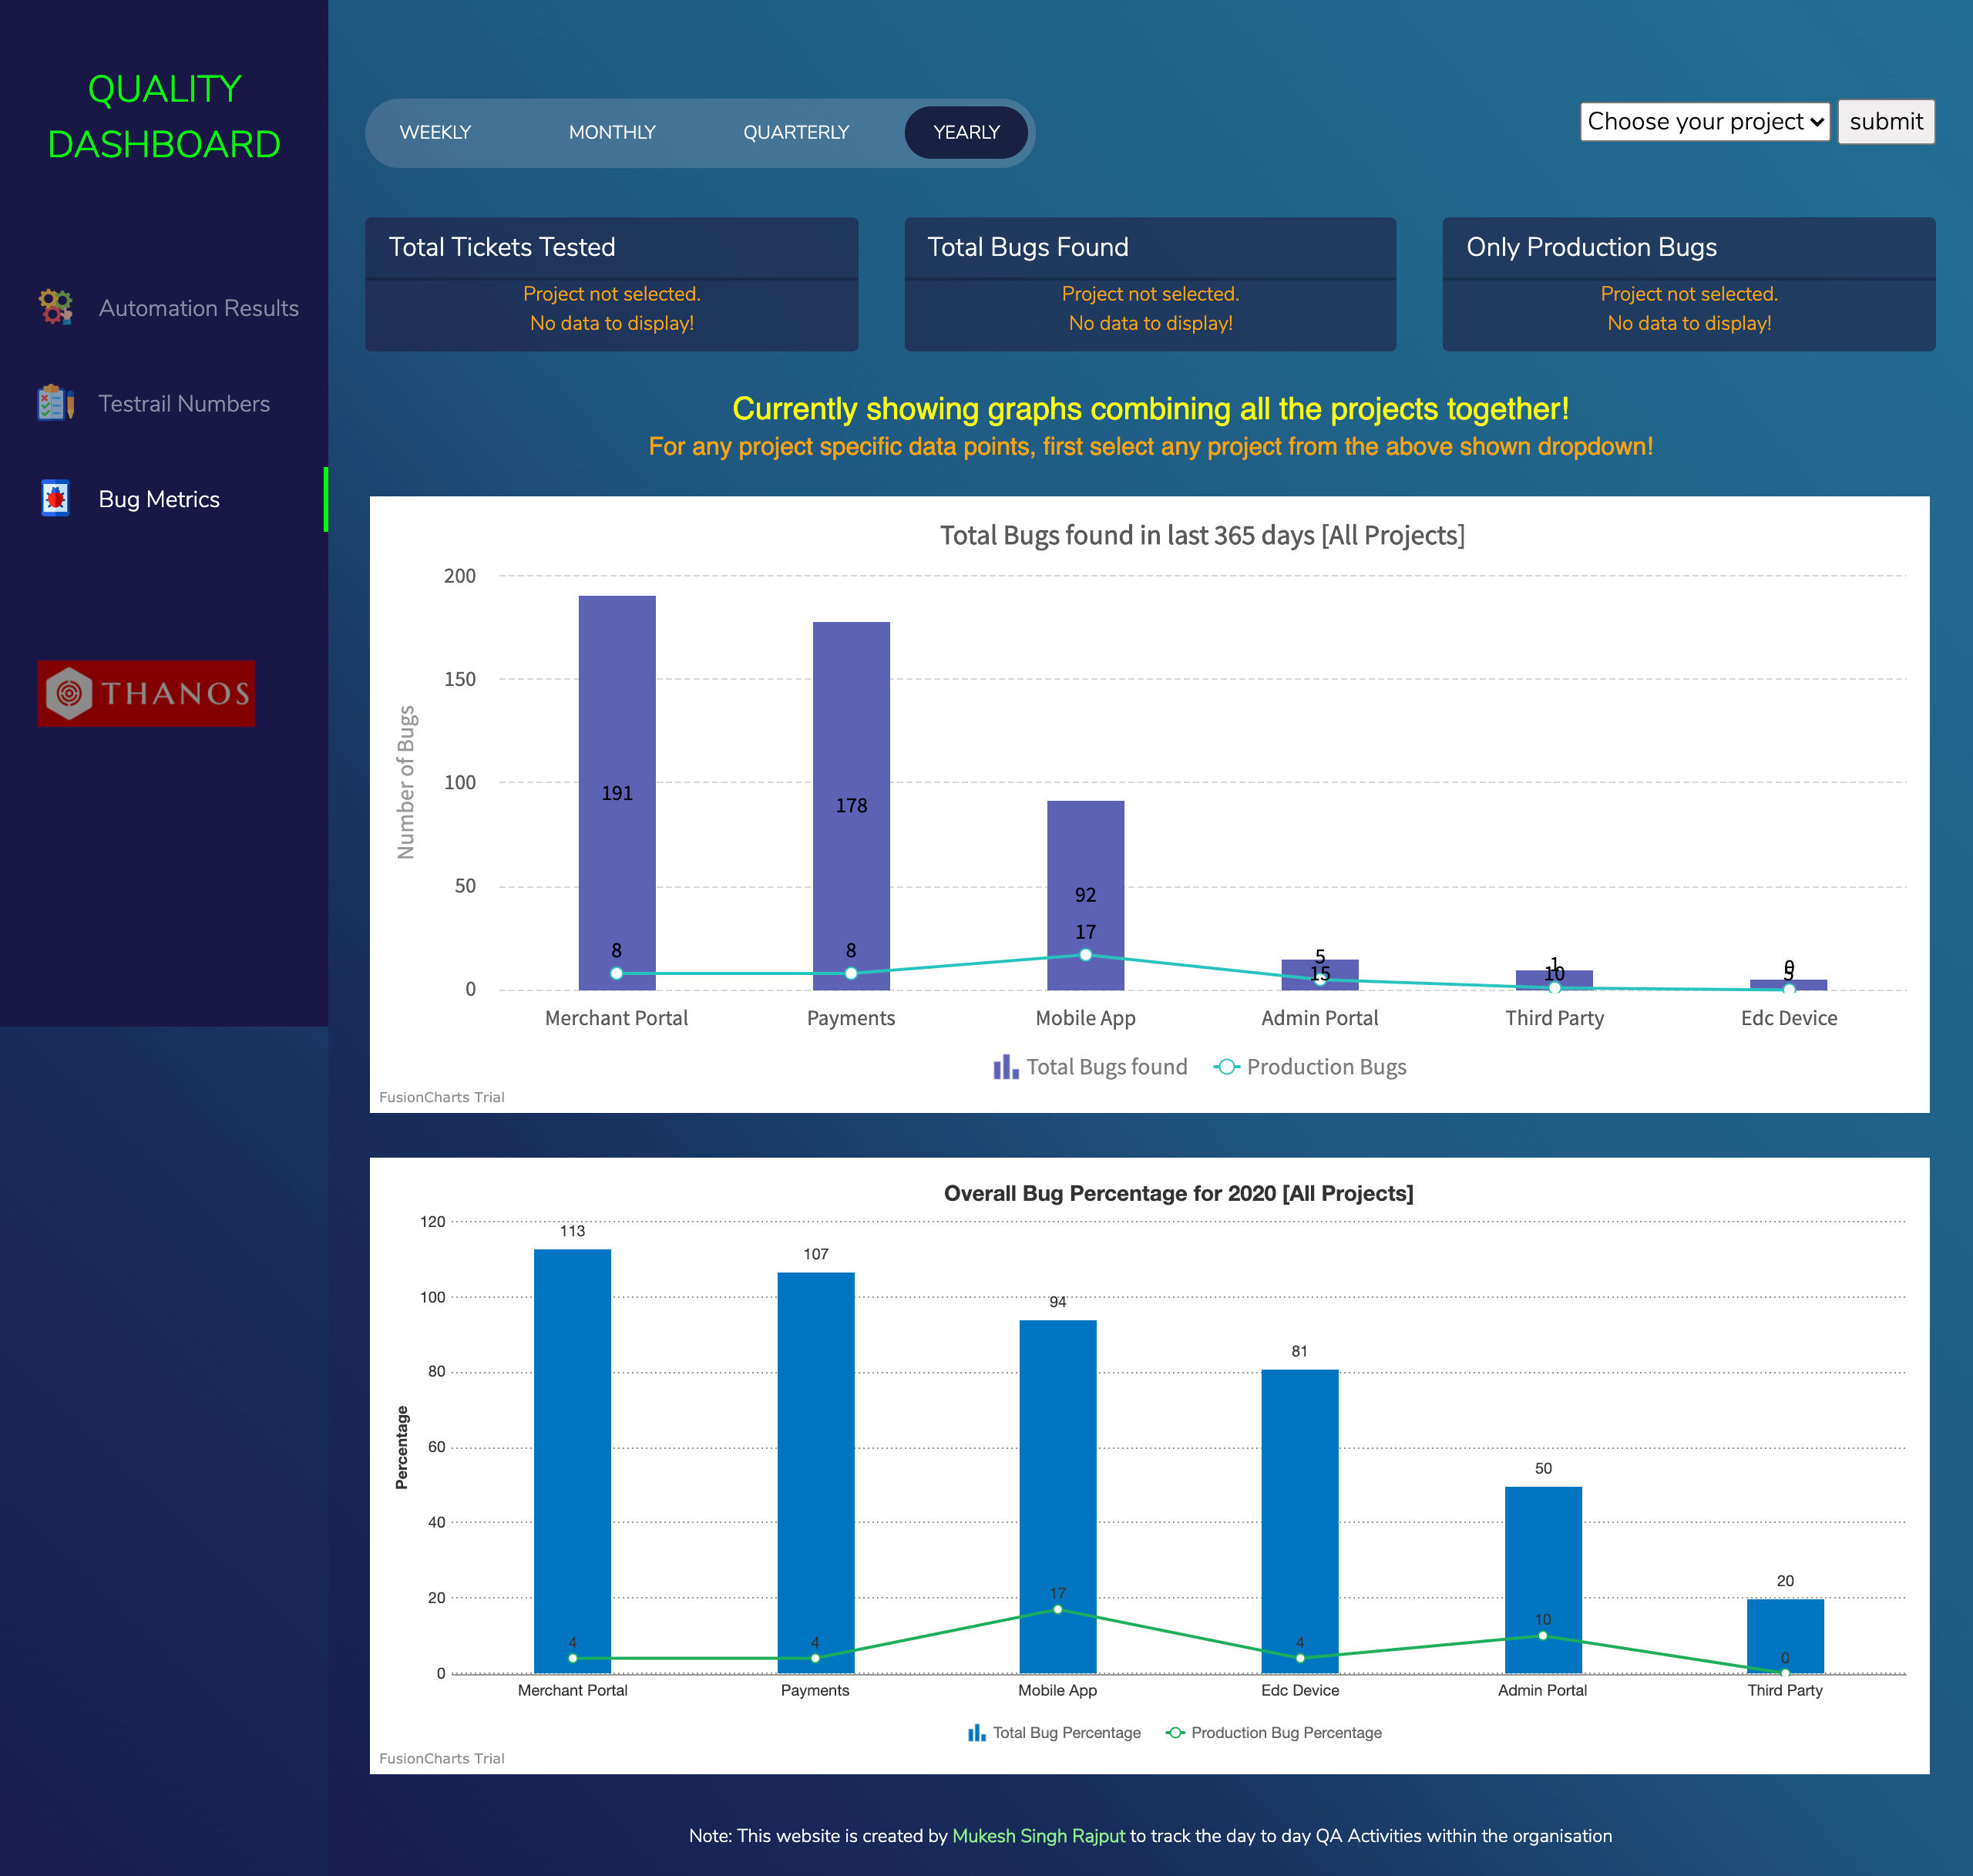 QUALITY
DASHBOARD
Automation Results
Testrail Numbers
Bug Metrics
THANOS
WEEKLY MONTHLY QUARTERLY YEARLY
Choose your project submit
Total Tickets Tested
Project not selected.
No data to display!
Total Bugs Found
Project not selected.
No data to display!
Only Production Bugs
Project not selected.
No data to display!
Currently showing graphs combining all the projects together!
For any project specific data points, first select any project from the above shown dropdown!
Total Bugs found in last 365 days [All Projects]
Number of Bugs
200
150
100
50
0
191
178
92
8
8
17
5
15
1
10
0
5
Merchant Portal Payments Mobile App Admin Portal Third Party Edc Device
Total Bugs found Production Bugs
FusionCharts Trial
Overall Bug Percentage for 2020 [All Projects]
Percentage
120
100
80
60
40
20
0
113
107
94
81
50
20
4
4
17
4
10
0
Merchant Portal Payments Mobile App Edc Device Admin Portal Third Party
Total Bug Percentage Production Bug Percentage
FusionCharts Trial
Note: This website is created by Mukesh Singh Rajput to track the day to day QA Activities within the organisation